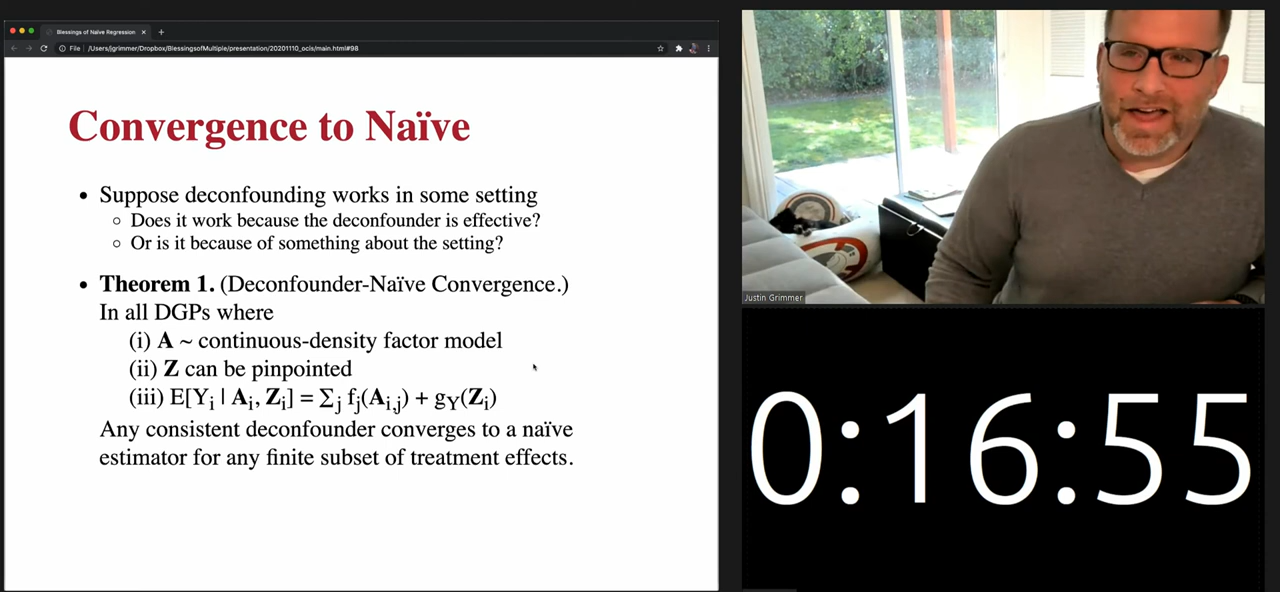 Blessings of Naïve Regression
File | /Users/jgrimmer/Dropbox/BlessingsofMultiple/presentation/20201110_ocis/main.html#98
Convergence to Naïve
• Suppose deconfounding works in some setting
○ Does it work because the deconfounder is effective?
○ Or is it because of something about the setting?
• Theorem 1. (Deconfounder-Naïve Convergence.)
In all DGPs where
(i) A ~ continuous-density factor model
(ii) Z can be pinpointed
(iii) E[Yi | Ai, Zi] = Σj fj(Ai,j) + gY(Zi)
Any consistent deconfounder converges to a naïve
estimator for any finite subset of treatment effects.
Justin Grimmer
0:16:55